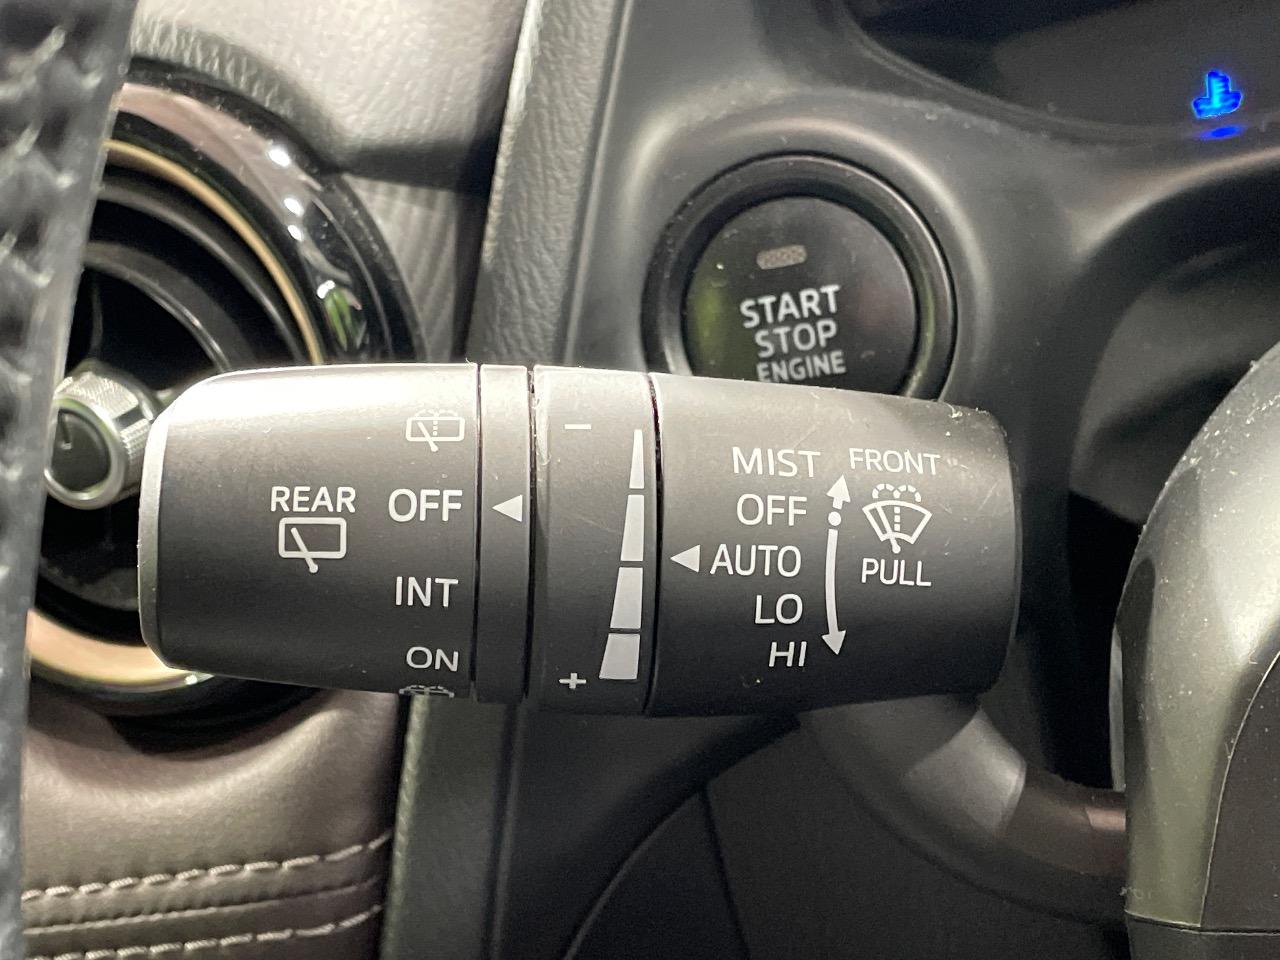 START
STOP
ENGINE
REAR
OFF
INT
ON
−
+
MIST
OFF
AUTO
LO
HI
FRONT
PULL